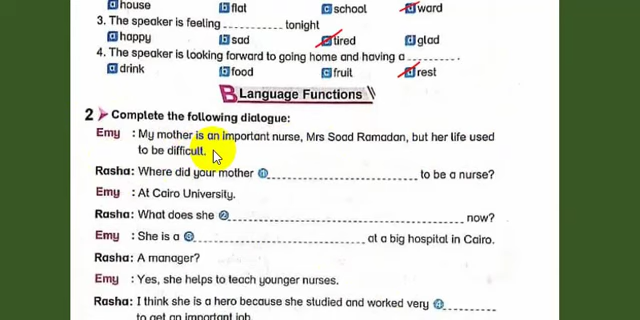 a house b flat c school d ward
3. The speaker is feeling ________ tonight
a happy b sad c tired d glad
4. The speaker is looking forward to going home and having a ________.
a drink b food c fruit d rest
B Language Functions
2 Complete the following dialogue:
Emy : My mother is an important nurse, Mrs Soad Ramadan, but her life used
to be difficult.
Rasha: Where did your mother 1 ________ to be a nurse?
Emy : At Cairo University.
Rasha: What does she 2 ________ now?
Emy : She is a 3 ________ at a big hospital in Cairo.
Rasha: A manager?
Emy : Yes, she helps to teach younger nurses.
Rasha: I think she is a hero because she studied and worked very 4 ________
to get an important job.